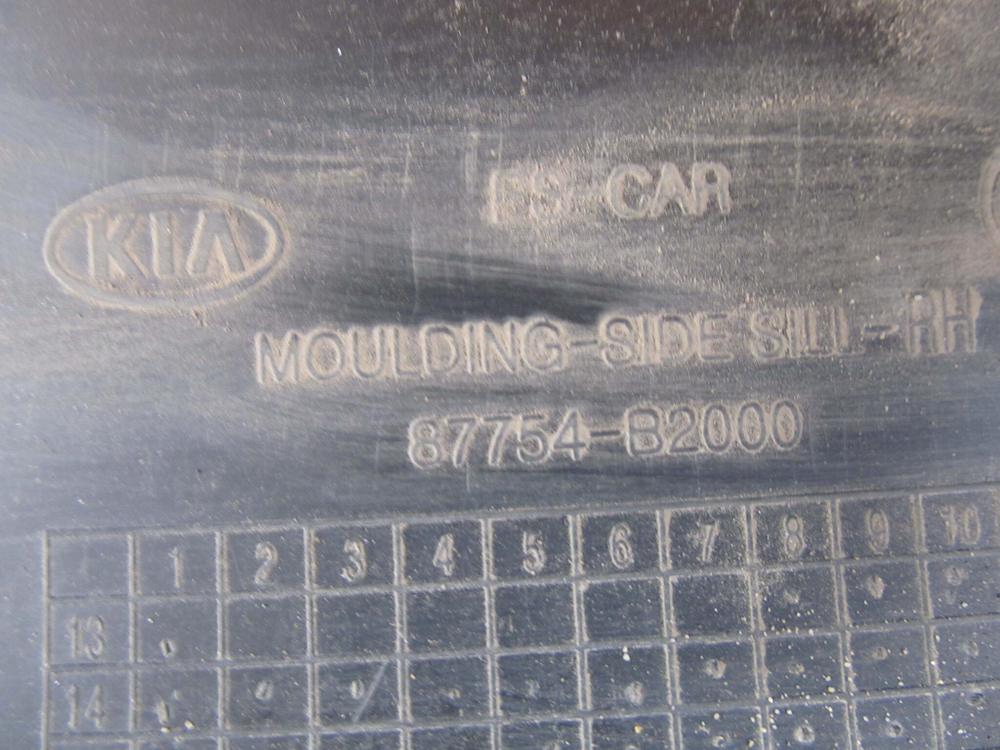 KIA
PS-CAR
MOULDING-SIDE SILL-RH
87754-B2000
1 2 3 4 5 6 7 8 9 10
13
14